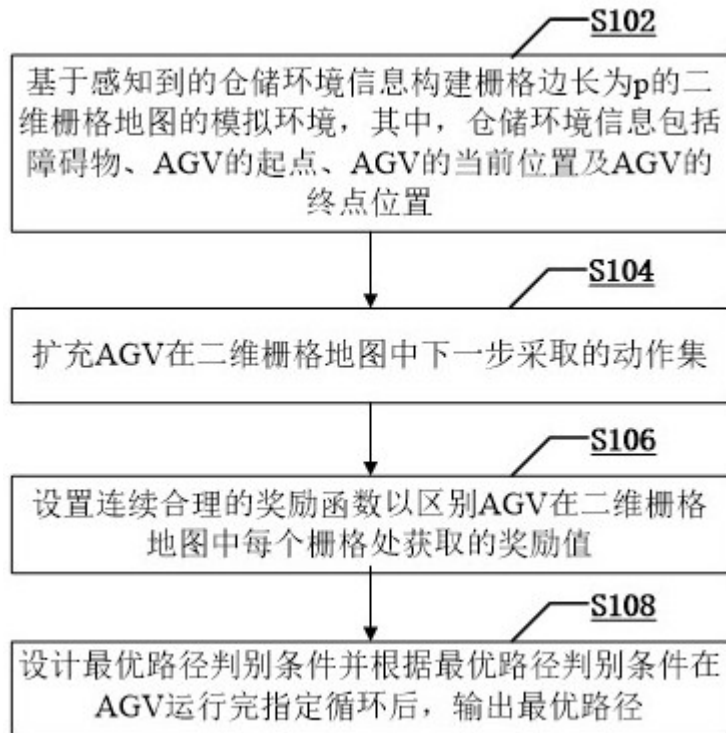 S102
基于感知到的仓储环境信息构建栅格边长为p的二
维栅格地图的模拟环境，其中，仓储环境信息包括
障碍物、AGV的起点、AGV的当前位置及AGV的
终点位置
S104
扩充AGV在二维栅格地图中下一步采取的动作集
S106
设置连续合理的奖励函数以区别AGV在二维栅格
地图中每个栅格处获取的奖励值
S108
设计最优路径判别条件并根据最优路径判别条件在
AGV运行完指定循环后，输出最优路径